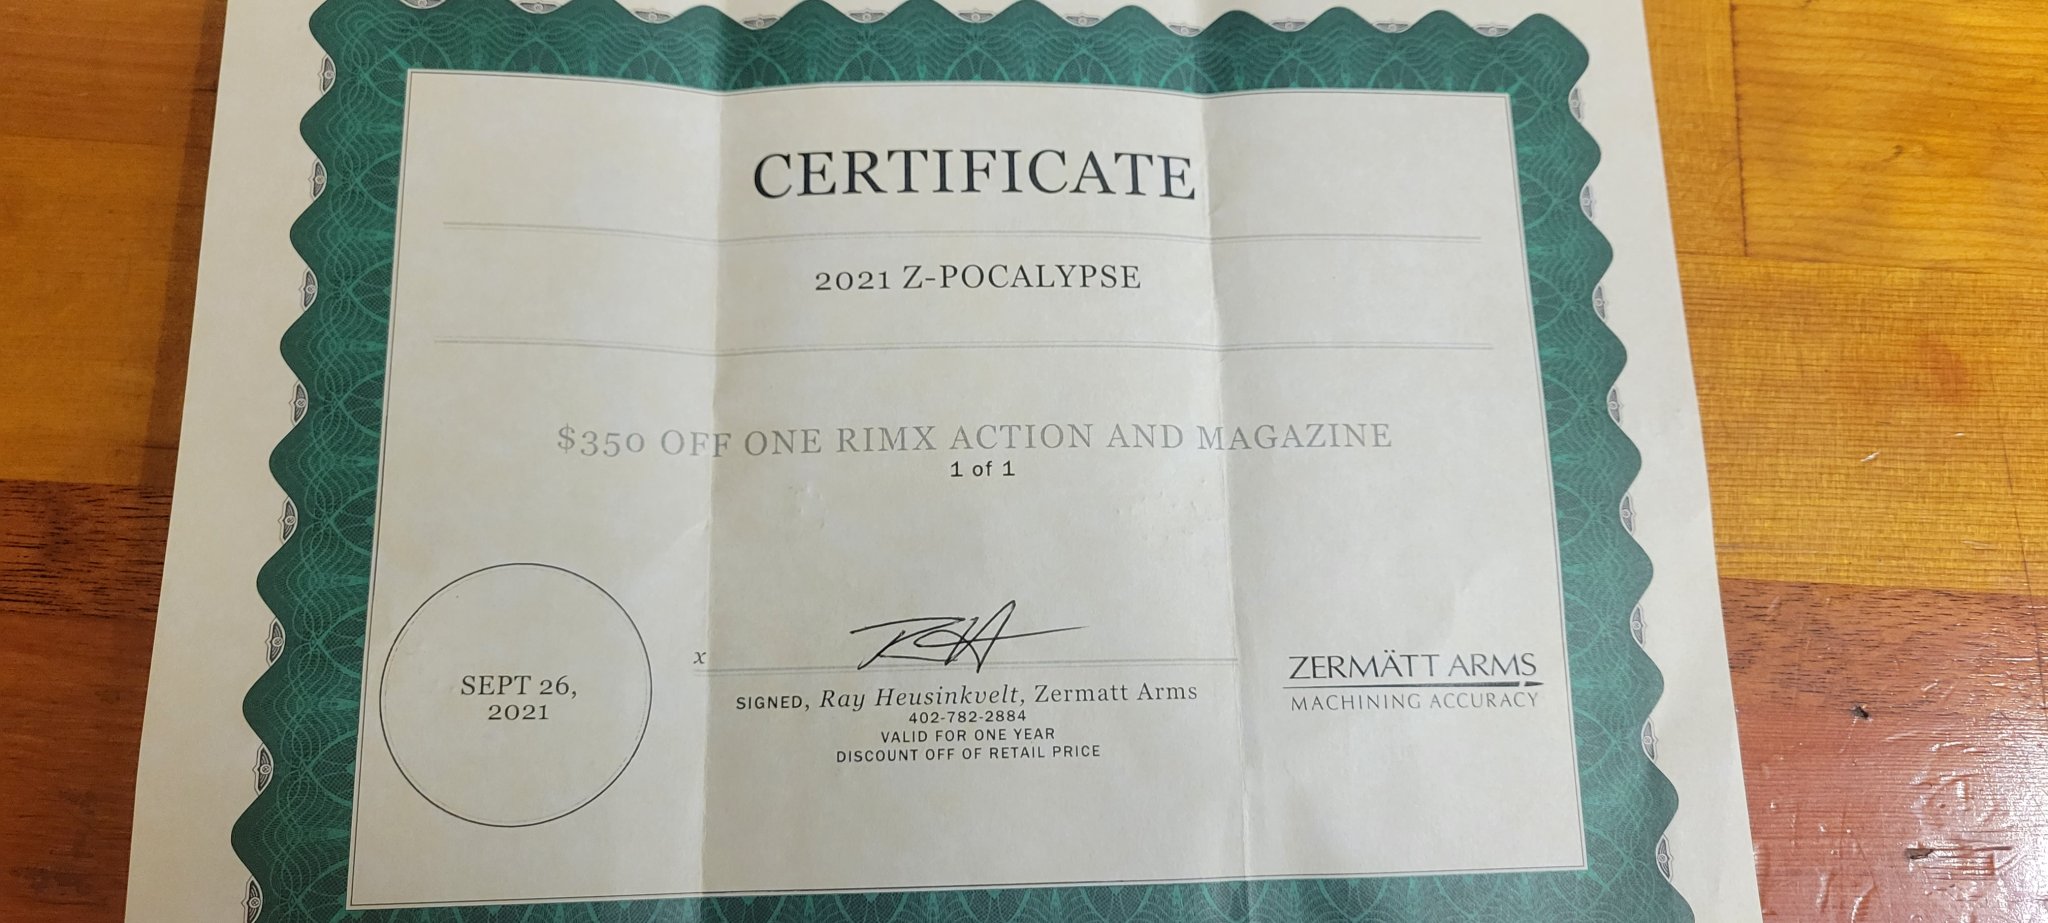 CERTIFICATE
2021 Z-POCALYPSE
$350 OFF ONE RIMX ACTION AND MAGAZINE
1 of 1
SEPT 26,
2021
x
SIGNED, Ray Heusinkvelt, Zermatt Arms
402-782-2884
VALID FOR ONE YEAR
DISCOUNT OFF OF RETAIL PRICE
ZERMÄTT ARMS
MACHINING ACCURACY